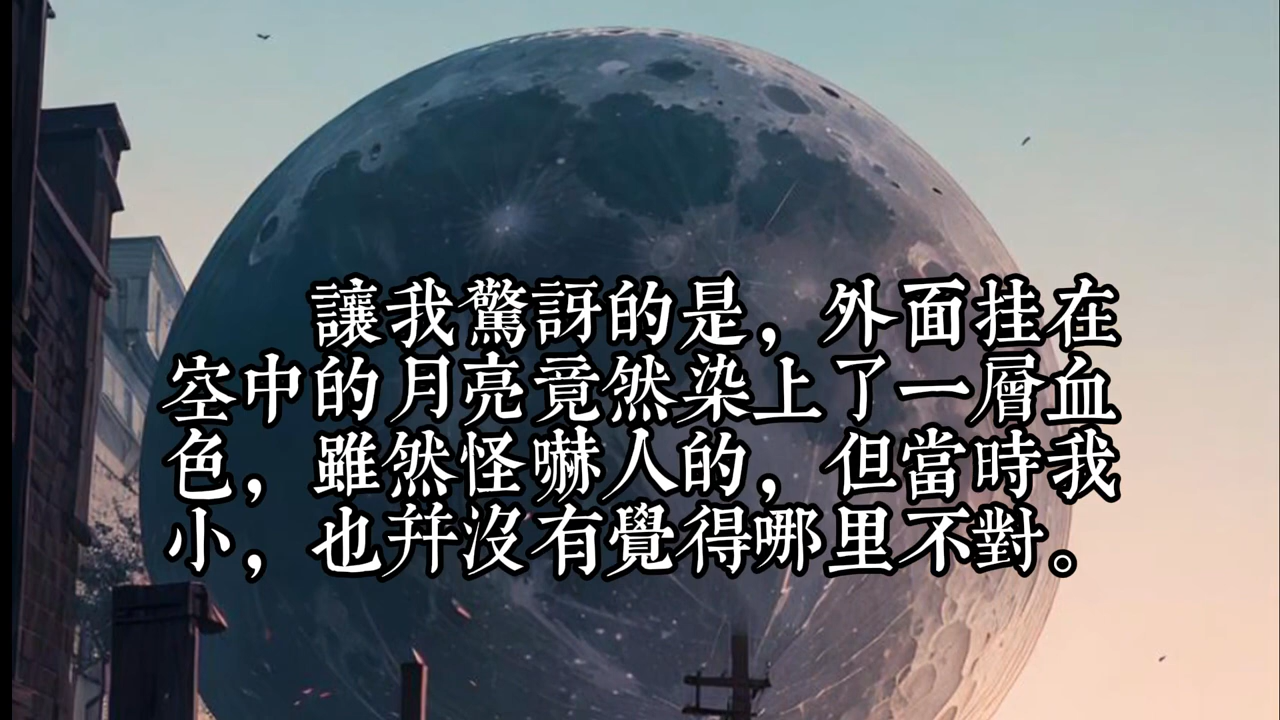 讓我驚訝的是，外面挂在
空中的月亮竟然染上了一層血
色，雖然怪嚇人的，但當時我
小，也并沒有覺得哪里不對。